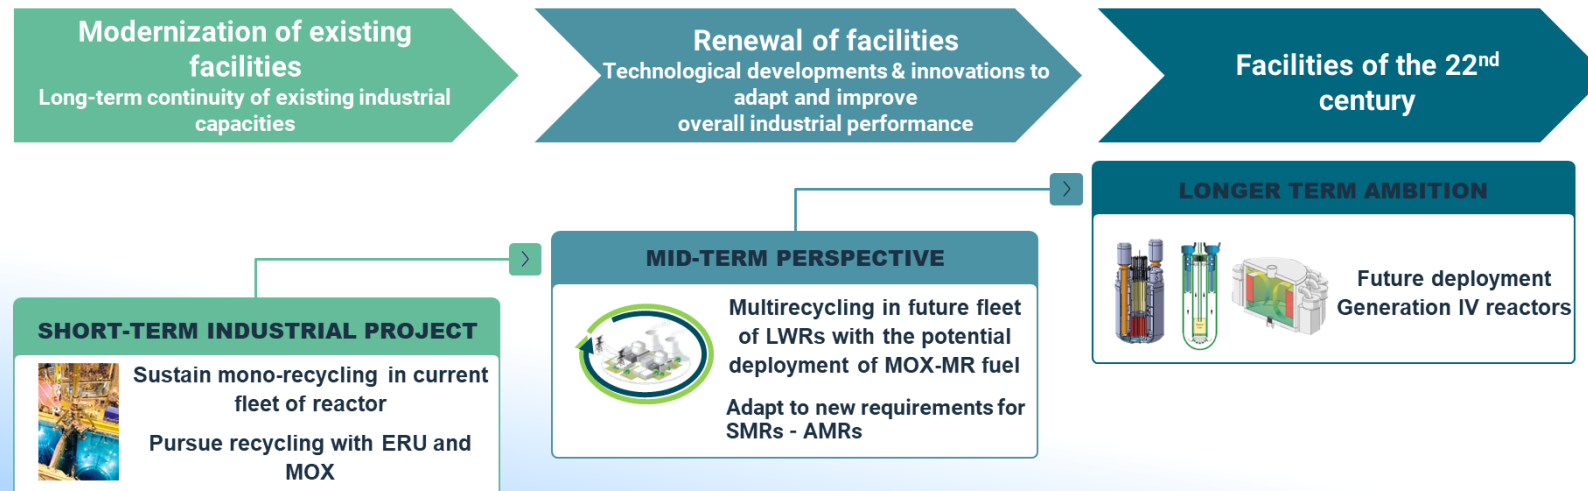 Modernization of existing
facilities
Long-term continuity of existing industrial
capacities
Renewal of facilities
Technological developments & innovations to
adapt and improve
overall industrial performance
Facilities of the 22nd
century
SHORT-TERM INDUSTRIAL PROJECT
Sustain mono-recycling in current
fleet of reactor
Pursue recycling with ERU and
MOX
MID-TERM PERSPECTIVE
Multirecycling in future fleet
of LWRs with the potential
deployment of MOX-MR fuel
Adapt to new requirements for
SMRs - AMRs
LONGER TERM AMBITION
Future deployment
Generation IV reactors